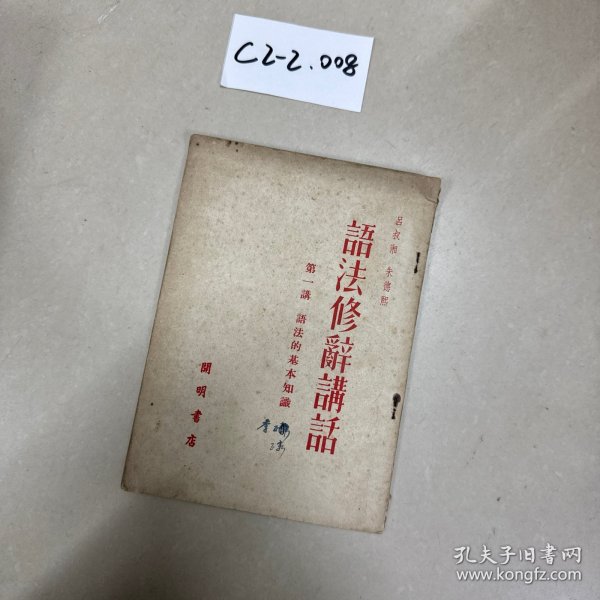 C2-2.008
呂叔湘 朱德熙
語法修辭講話
第一講 語法的基本知識
開明書店
孔夫子旧书网
www.kongfz.com